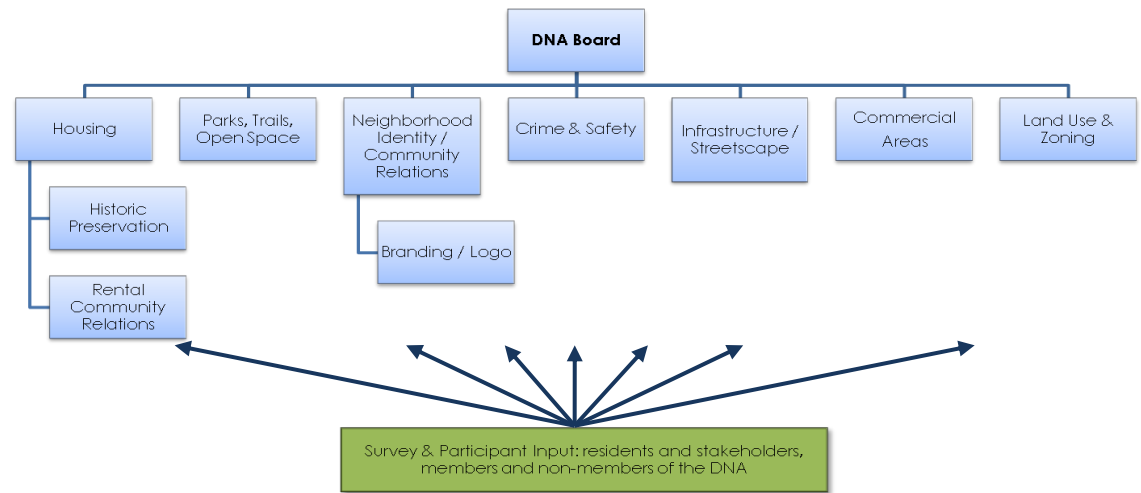 DNA Board
Housing
Parks, Trails,
Open Space
Neighborhood
Identity /
Community
Relations
Crime & Safety
Infrastructure /
Streetscape
Commercial
Areas
Land Use &
Zoning
Historic
Preservation
Rental
Community
Relations
Branding / Logo
Survey & Participant Input: residents and stakeholders,
members and non-members of the DNA